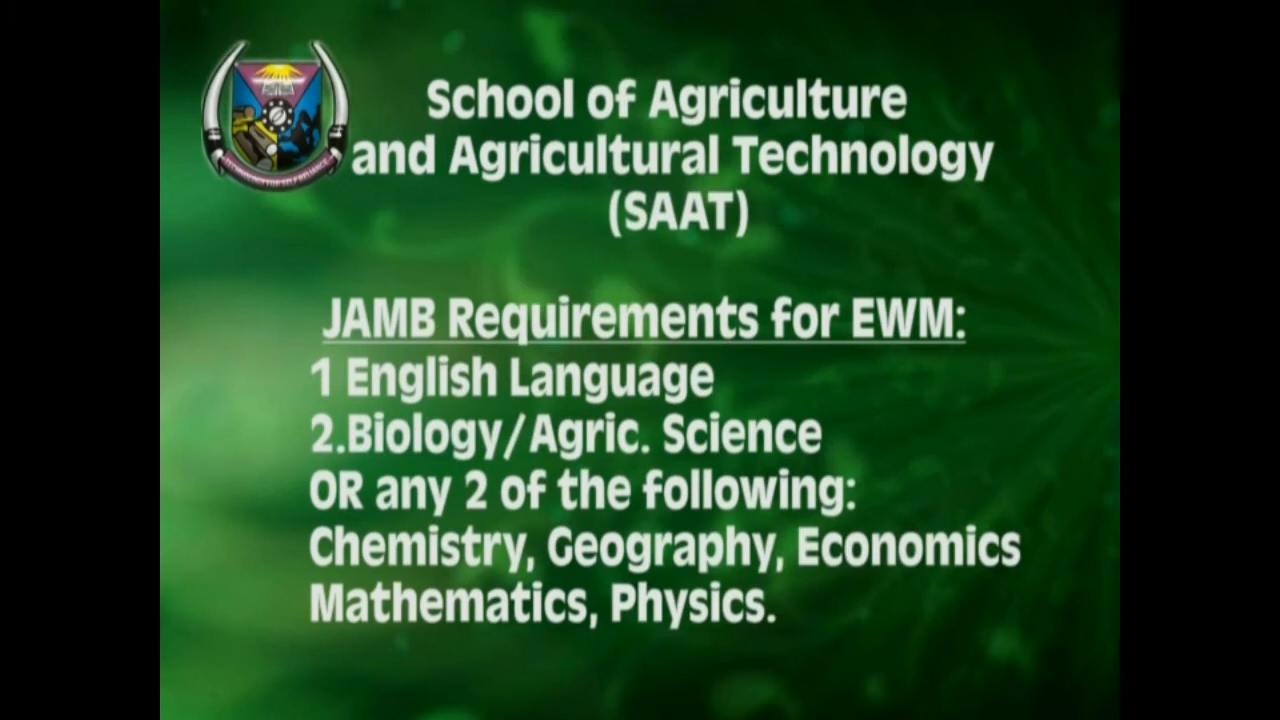 School of Agriculture
and Agricultural Technology
(SAAT)
JAMB Requirements for EWM:
1 English Language
2.Biology/Agric. Science
OR any 2 of the following:
Chemistry, Geography, Economics
Mathematics, Physics.